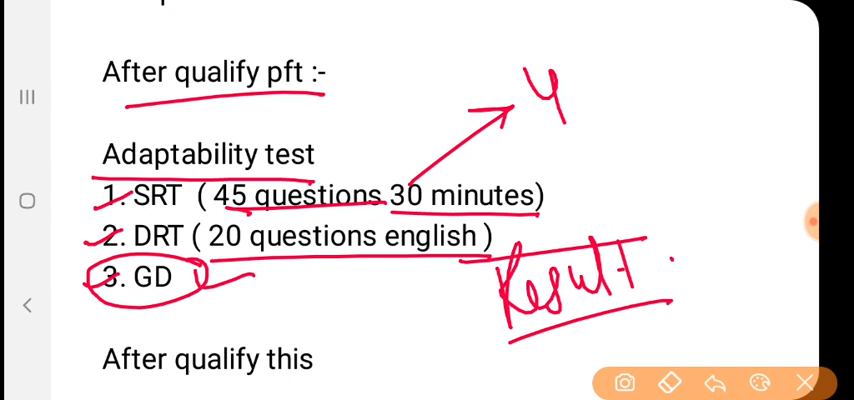 After qualify pft :-
Adaptability test
1. SRT ( 45 questions 30 minutes)
4
2. DRT ( 20 questions english )
3. GD
Result
After qualify this